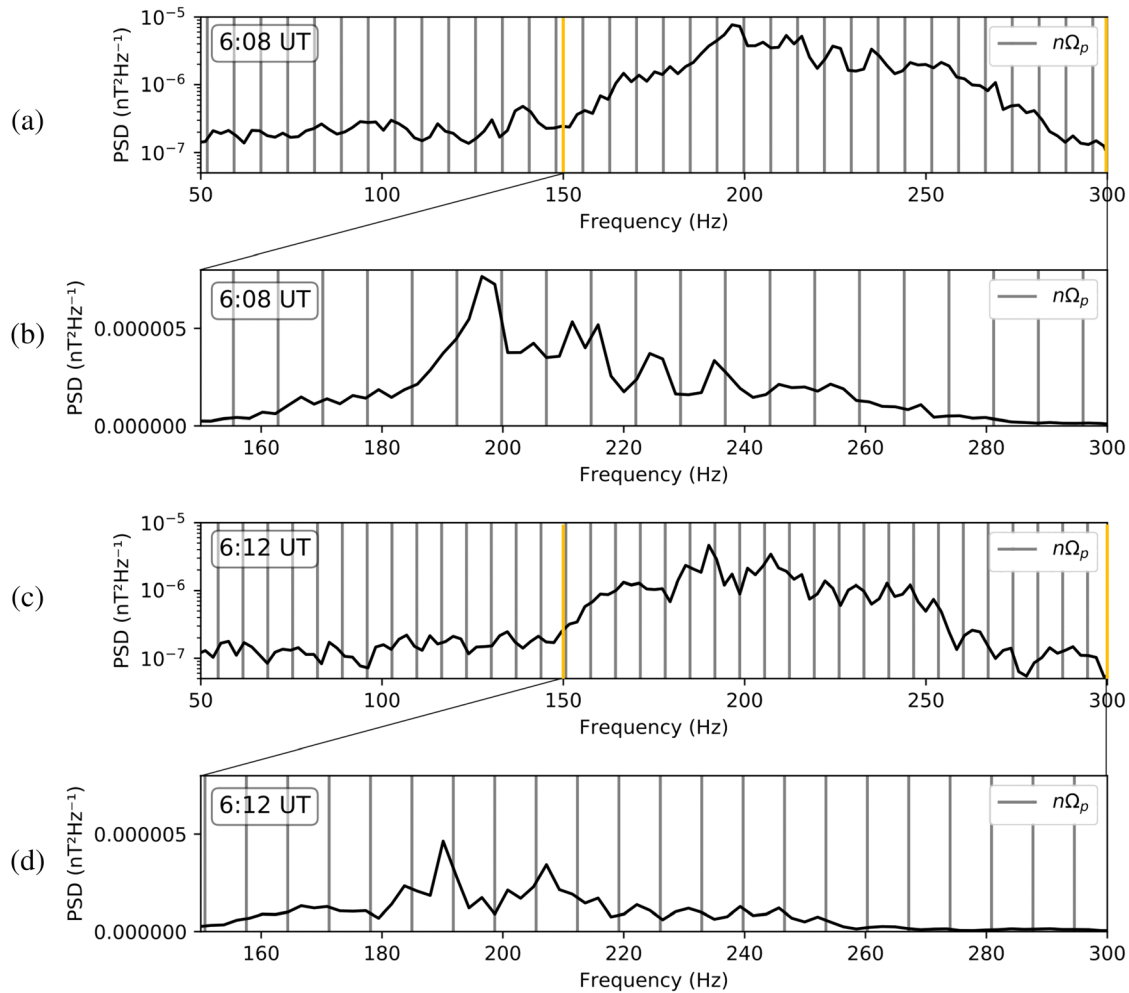 (a)
6:08 UT
nΩₚ
PSD (nT²Hz⁻¹)
10⁻⁵
10⁻⁶
10⁻⁷
50 100 150 200 250 300
Frequency (Hz)
(b)
6:08 UT
nΩₚ
PSD (nT²Hz⁻¹)
0.000005
0.000000
160 180 200 220 240 260 280 300
Frequency (Hz)
(c)
6:12 UT
nΩₚ
PSD (nT²Hz⁻¹)
10⁻⁵
10⁻⁶
10⁻⁷
50 100 150 200 250 300
Frequency (Hz)
(d)
6:12 UT
nΩₚ
PSD (nT²Hz⁻¹)
0.000005
0.000000
160 180 200 220 240 260 280 300
Frequency (Hz)